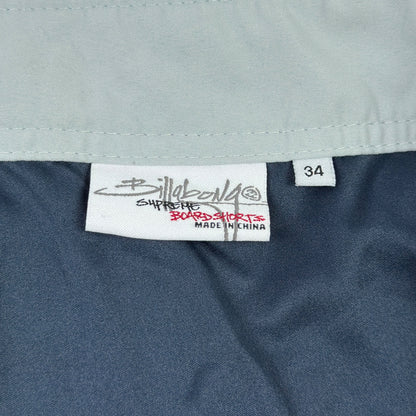 Billabong
SUPREME
BOARDSHORTS
MADE IN CHINA
34